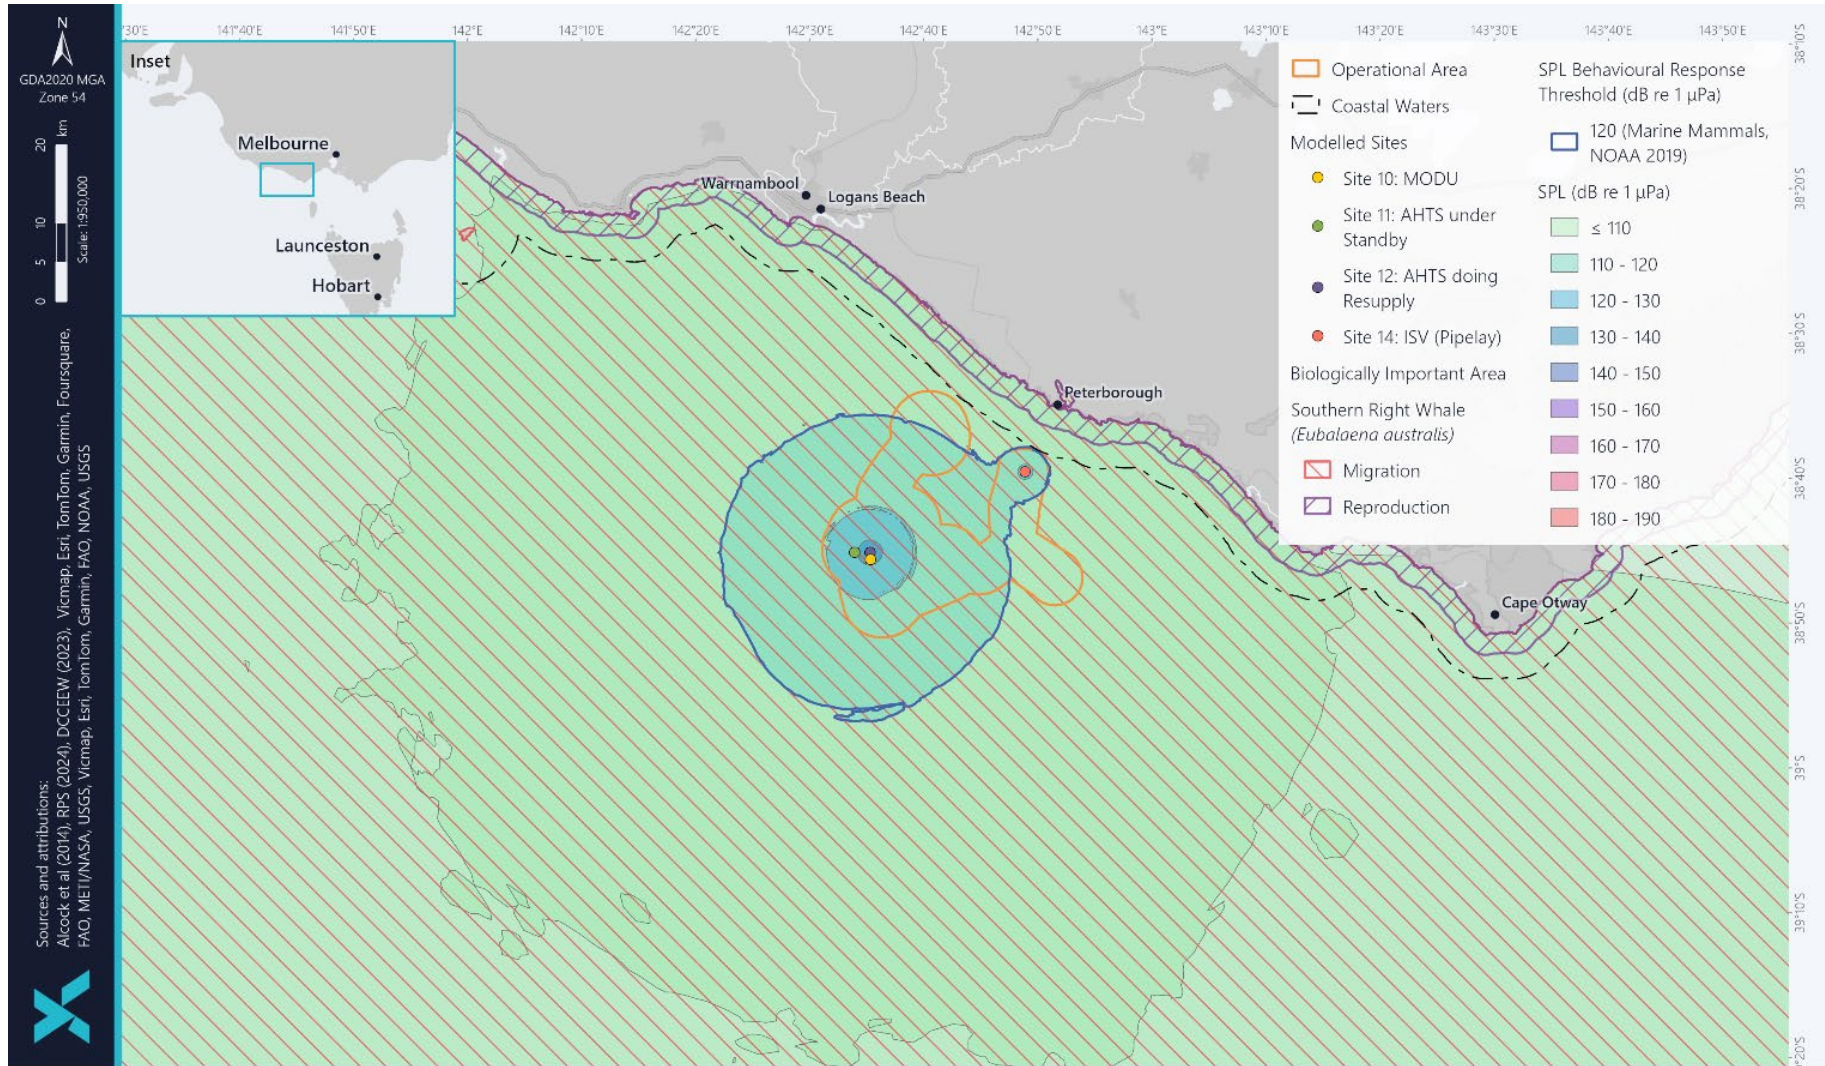 N
GDA2020 MGA
Zone 54
20
km
10
5
0
Scale: 1:950,000
Sources and attributions:
Alcock et al (2014), RPS (2024), DCCEEW (2023), Vicmap, Esri, TomTom, Garmin, Foursquare,
FAO, METI/NASA, USGS, Vicmap, Esri, TomTom, Garmin, FAO, NOAA, USGS
°30'E
141°40'E
141°50'E
142°E
142°10'E
142°20'E
142°30'E
142°40'E
142°50'E
143°E
143°10'E
143°20'E
143°30'E
143°40'E
143°50'E
38°10'S
38°20'S
38°30'S
38°40'S
38°50'S
39°S
39°10'S
39°20'S
Inset
Melbourne
Launceston
Hobart
Warrnambool
Logans Beach
Peterborough
Cape Otway
Operational Area
Coastal Waters
Modelled Sites
Site 10: MODU
Site 11: AHTS under
Standby
Site 12: AHTS doing
Resupply
Site 14: ISV (Pipelay)
Biologically Important Area
Southern Right Whale
(Eubalaena australis)
Migration
Reproduction
SPL Behavioural Response
Threshold (dB re 1 µPa)
120 (Marine Mammals,
NOAA 2019)
SPL (dB re 1 µPa)
≤ 110
110 - 120
120 - 130
130 - 140
140 - 150
150 - 160
160 - 170
170 - 180
180 - 190